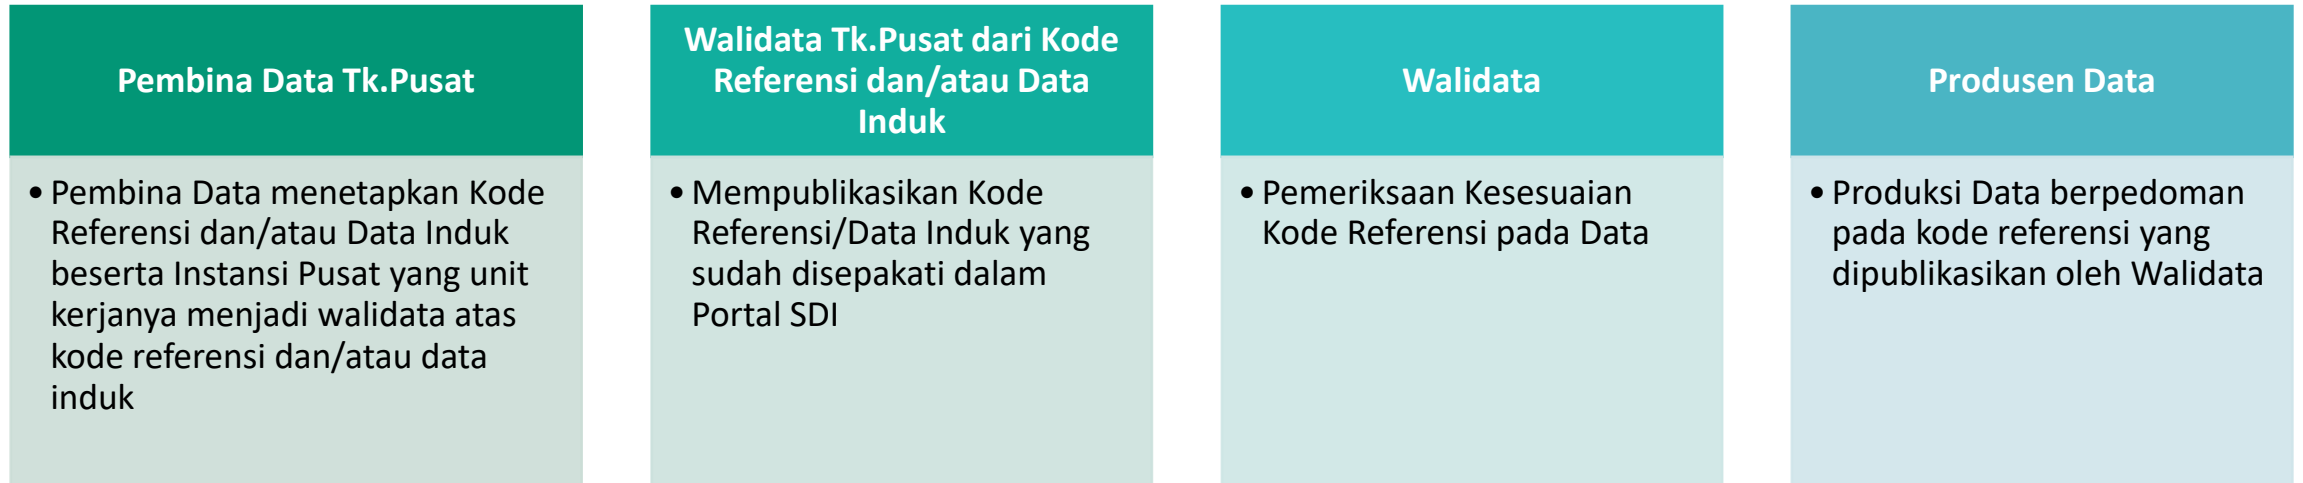 Pembina Data Tk.Pusat
• Pembina Data menetapkan Kode
Referensi dan/atau Data Induk
beserta Instansi Pusat yang unit
kerjanya menjadi walidata atas
kode referensi dan/atau data
induk
Walidata Tk.Pusat dari Kode
Referensi dan/atau Data
Induk
• Mempublikasikan Kode
Referensi/Data Induk yang
sudah disepakati dalam
Portal SDI
Walidata
• Pemeriksaan Kesesuaian
Kode Referensi pada Data
Produsen Data
• Produksi Data berpedoman
pada kode referensi yang
dipublikasikan oleh Walidata